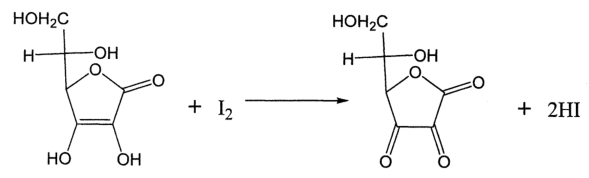 HOH₂C
H OH
O O
HO OH
+ I₂
HOH₂C
H OH
O O
O O
+ 2HI